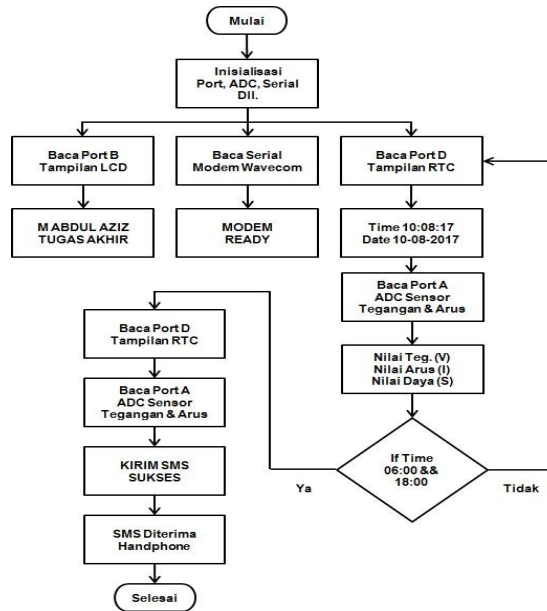 Mulai
Inisialisasi
Port, ADC, Serial
Dll.
Baca Port B
Tampilan LCD
Baca Serial
Modem Wavecom
Baca Port D
Tampilan RTC
M ABDUL AZIZ
TUGAS AKHIR
MODEM
READY
Time 10:08:17
Date 10-08-2017
Baca Port A
ADC Sensor
Tegangan & Arus
Nilai Teg. (V)
Nilai Arus (I)
Nilai Daya (S)
If Time
06:00 &&
18:00
Ya
Tidak
Baca Port D
Tampilan RTC
Baca Port A
ADC Sensor
Tegangan & Arus
KIRIM SMS
SUKSES
SMS Diterima
Handphone
Selesai